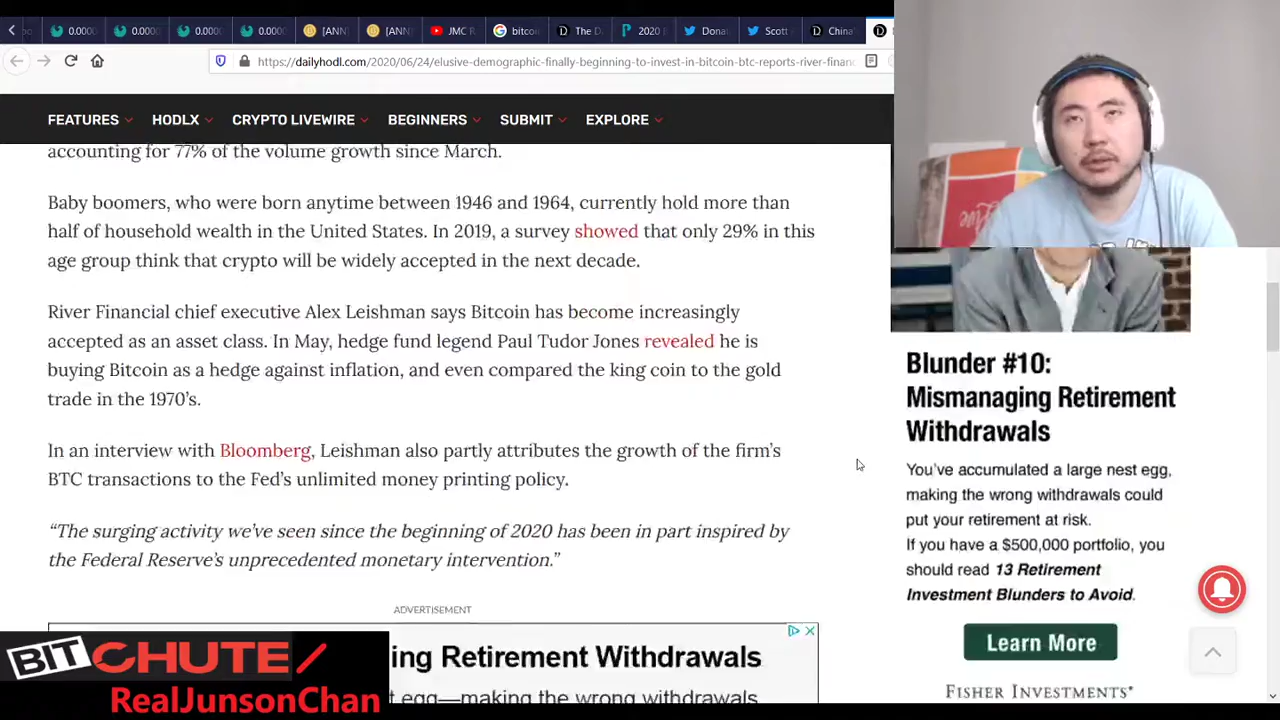 0.0000
0.0000
0.0000
0.0000
[ANN]
[ANN]
JMC R
bitcoi
The D
2020 E
Donal
Scott
China
https://dailyhodl.com/2020/06/24/elusive-demographic-finally-beginning-to-invest-in-bitcoin-btc-reports-river-financ
FEATURES HODLX CRYPTO LIVEWIRE BEGINNERS SUBMIT EXPLORE
accounting for 77% of the volume growth since March.
Baby boomers, who were born anytime between 1946 and 1964, currently hold more than
half of household wealth in the United States. In 2019, a survey showed that only 29% in this
age group think that crypto will be widely accepted in the next decade.
River Financial chief executive Alex Leishman says Bitcoin has become increasingly
accepted as an asset class. In May, hedge fund legend Paul Tudor Jones revealed he is
buying Bitcoin as a hedge against inflation, and even compared the king coin to the gold
trade in the 1970's.
In an interview with Bloomberg, Leishman also partly attributes the growth of the firm's
BTC transactions to the Fed's unlimited money printing policy.
“The surging activity we've seen since the beginning of 2020 has been in part inspired by
the Federal Reserve's unprecedented monetary intervention.”
ADVERTISEMENT
ing Retirement Withdrawals
t egg—making the wrong withdrawals
Blunder #10:
Mismanaging Retirement
Withdrawals
You've accumulated a large nest egg,
making the wrong withdrawals could
put your retirement at risk.
If you have a $500,000 portfolio, you
should read 13 Retirement
Investment Blunders to Avoid.
Learn More
FISHER INVESTMENTS®
BITCHUTE/
RealJunsonChan